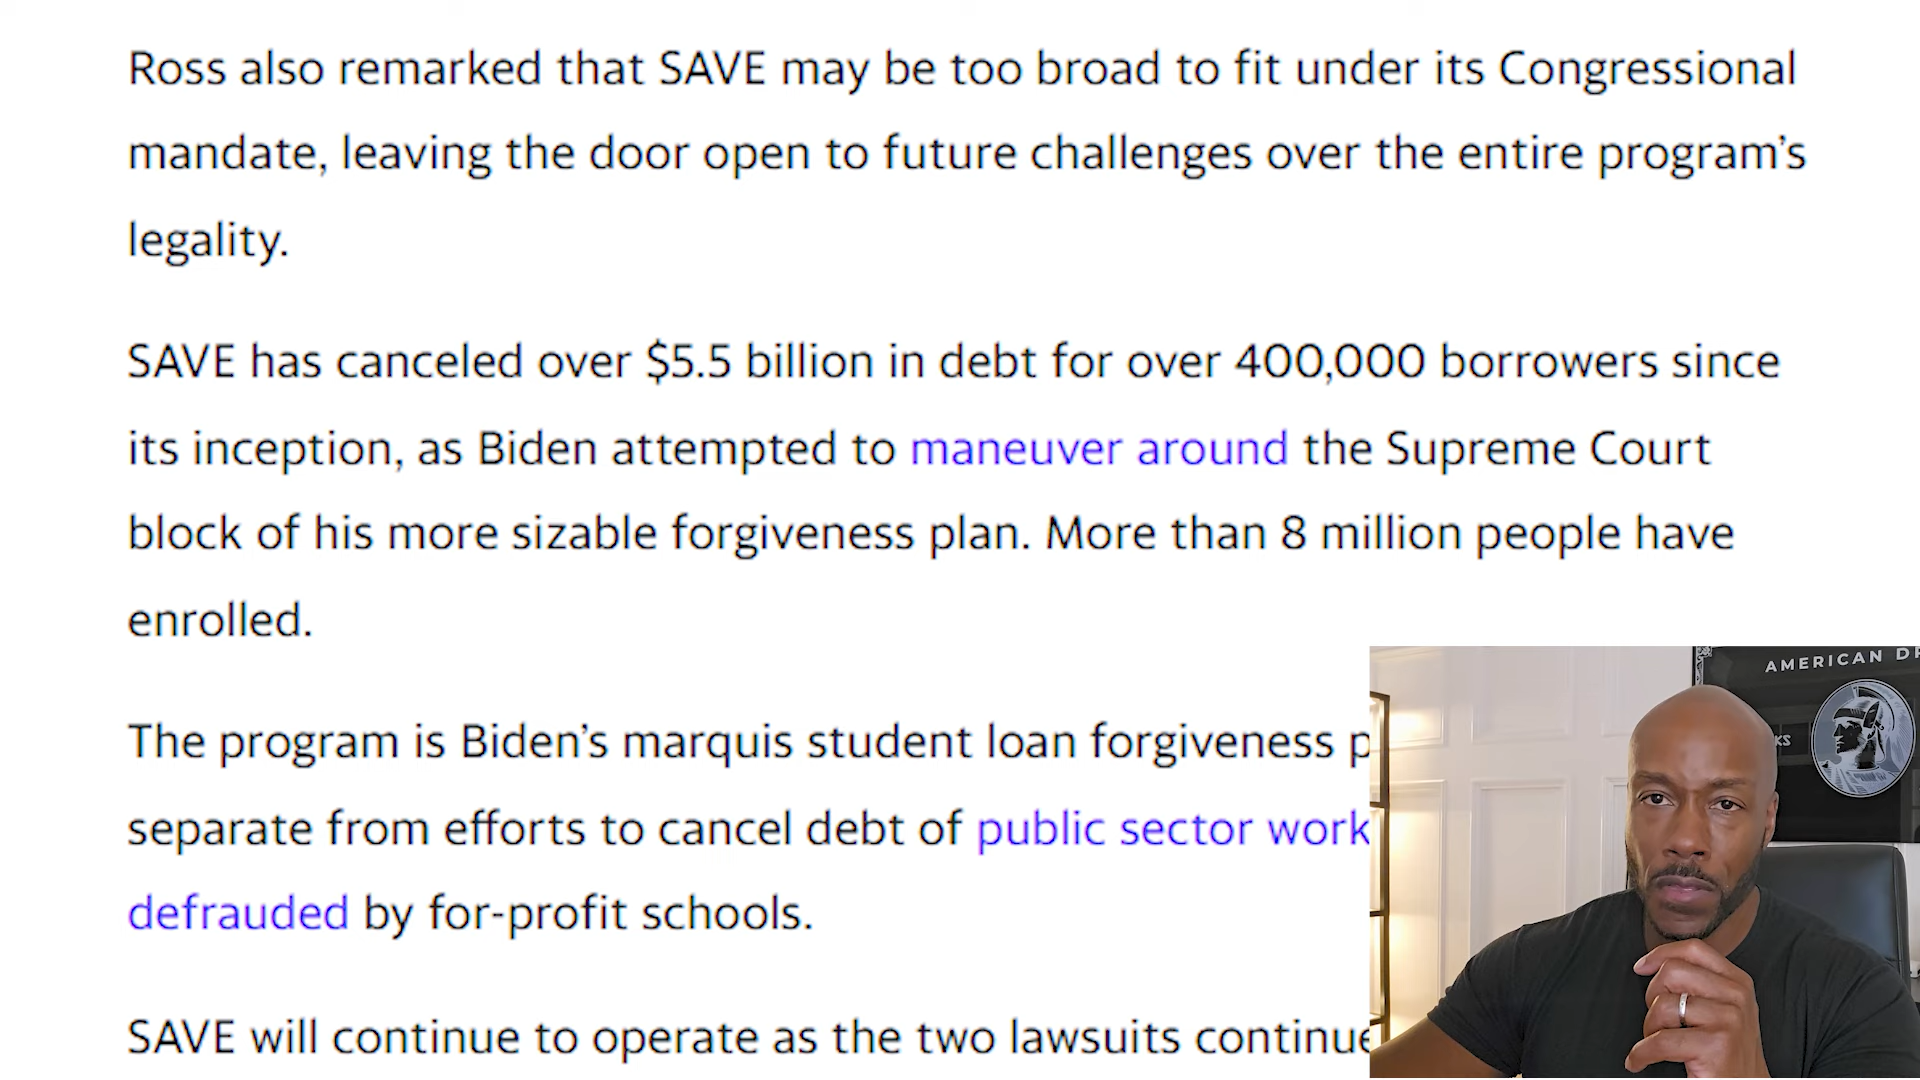 Ross also remarked that SAVE may be too broad to fit under its Congressional
mandate, leaving the door open to future challenges over the entire program’s
legality.
SAVE has canceled over $5.5 billion in debt for over 400,000 borrowers since
its inception, as Biden attempted to maneuver around the Supreme Court
block of his more sizable forgiveness plan. More than 8 million people have
enrolled.
The program is Biden’s marquis student loan forgiveness
separate from efforts to cancel debt of public sector
defrauded by for-profit schools.
SAVE will continue to operate as the two lawsuits
AMERICAN